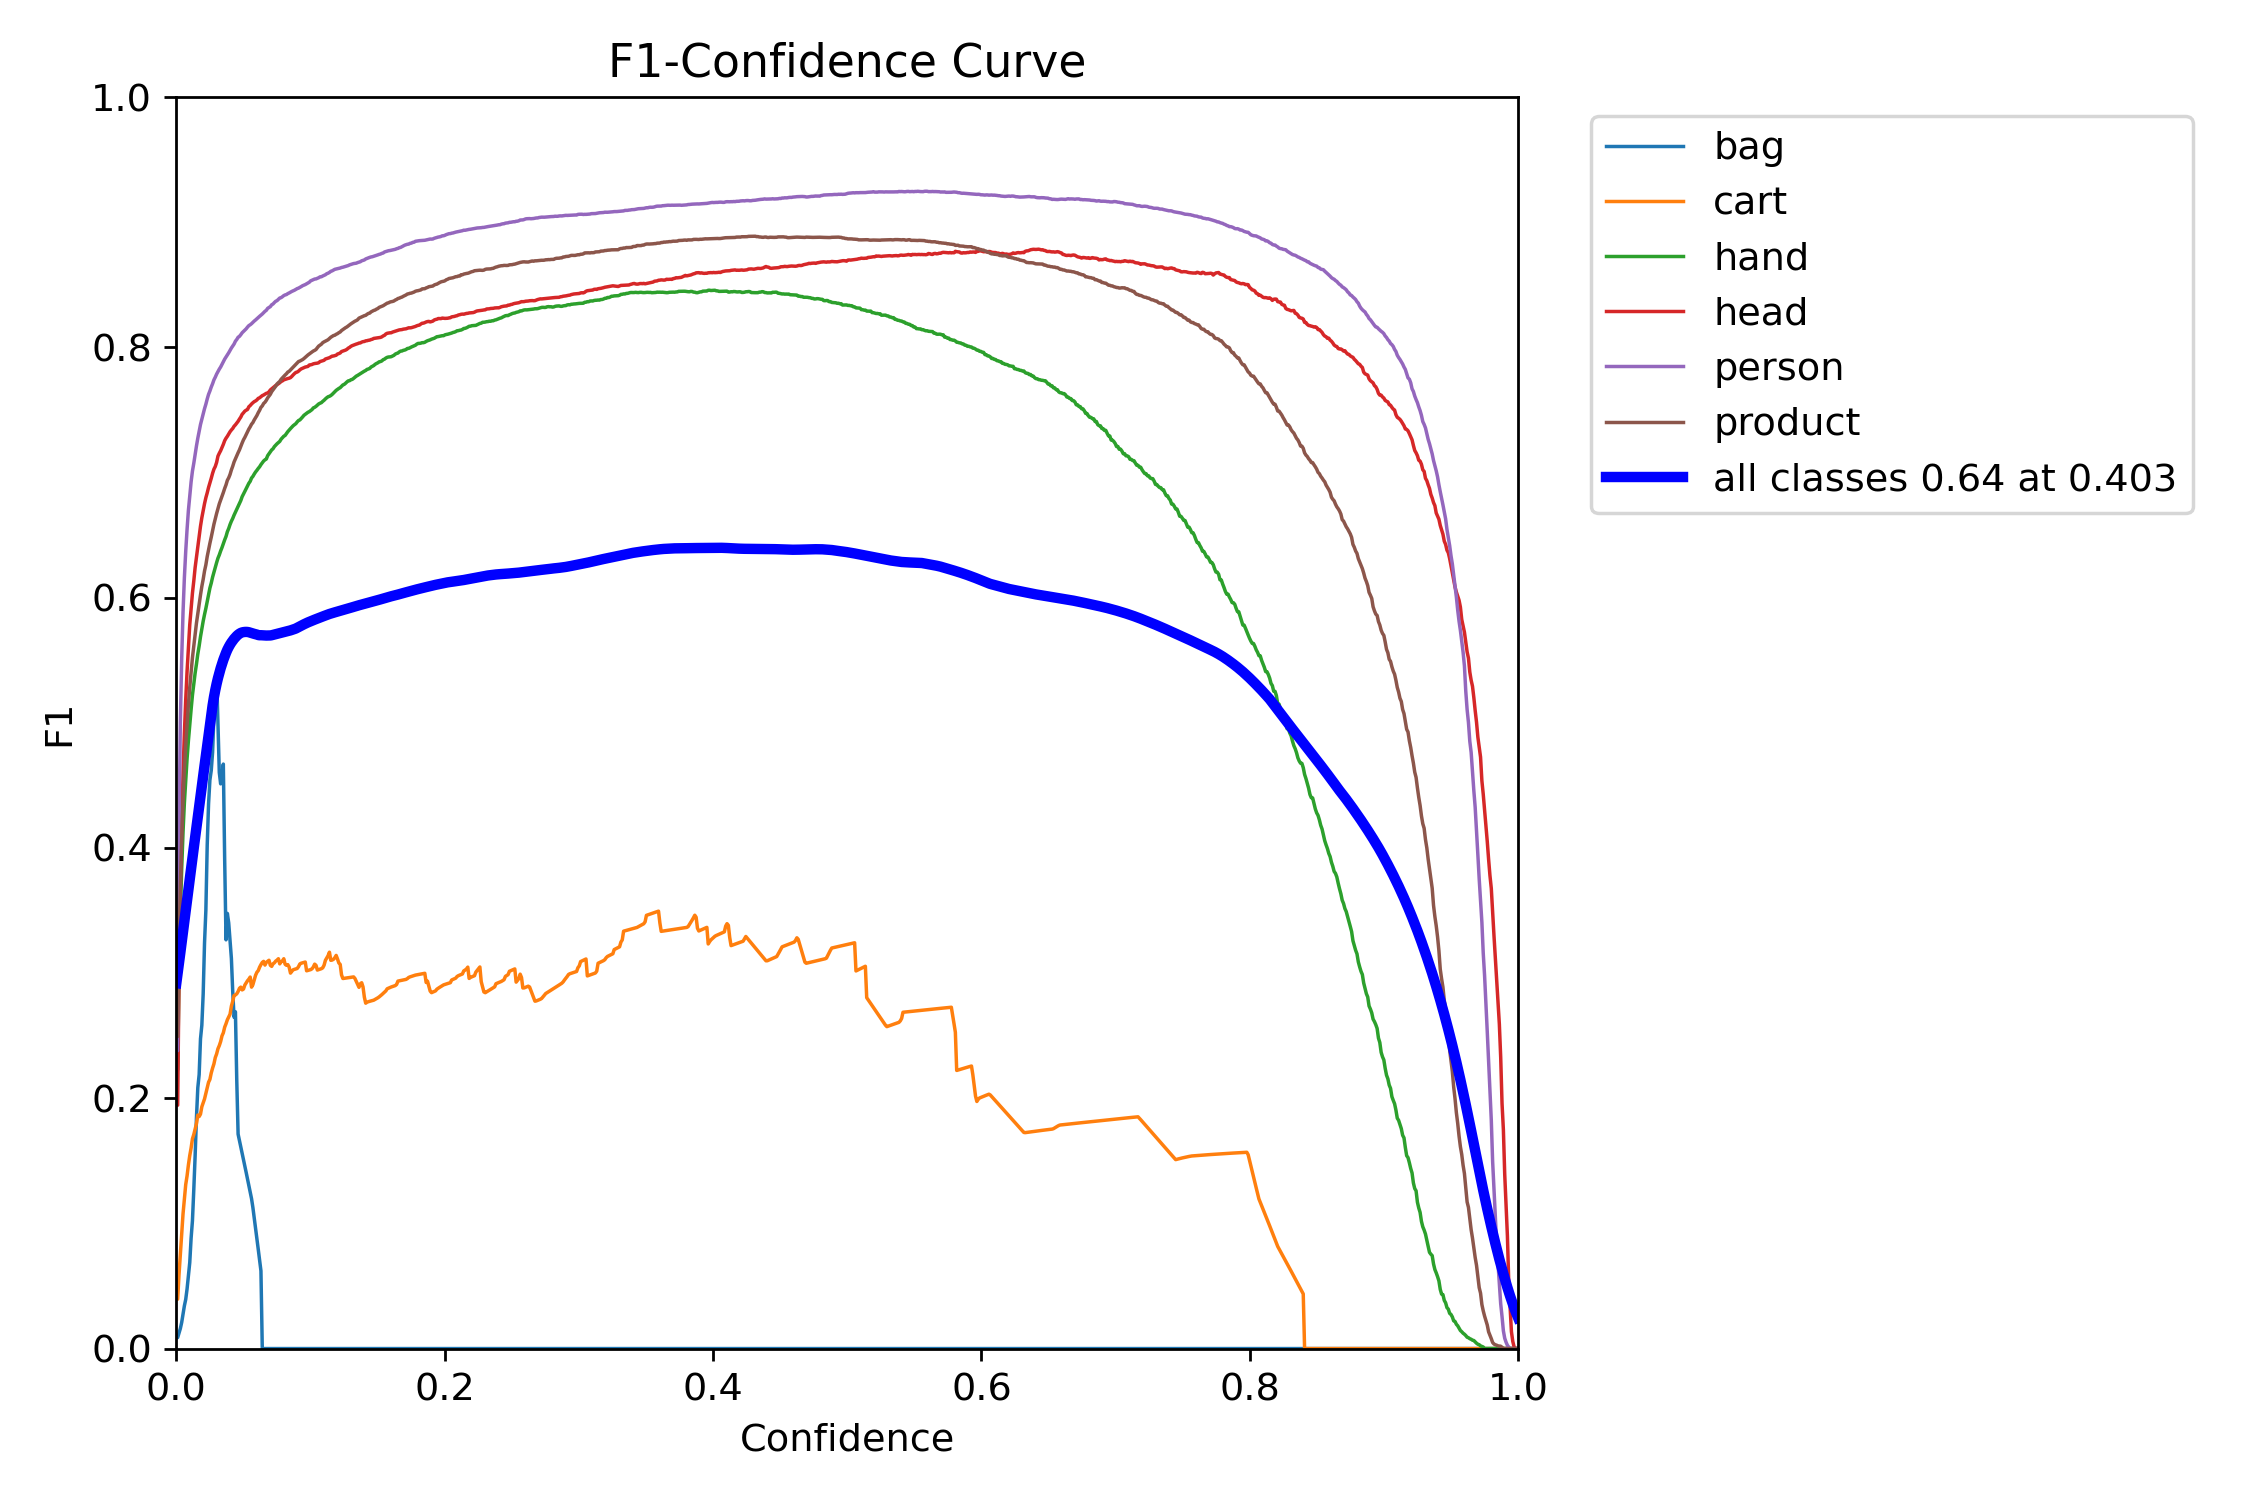 F1-Confidence Curve
1.0
0.8
0.6
0.4
0.2
0.0
F1
0.0 0.2 0.4 0.6 0.8 1.0
Confidence
bag
cart
hand
head
person
product
all classes 0.64 at 0.403